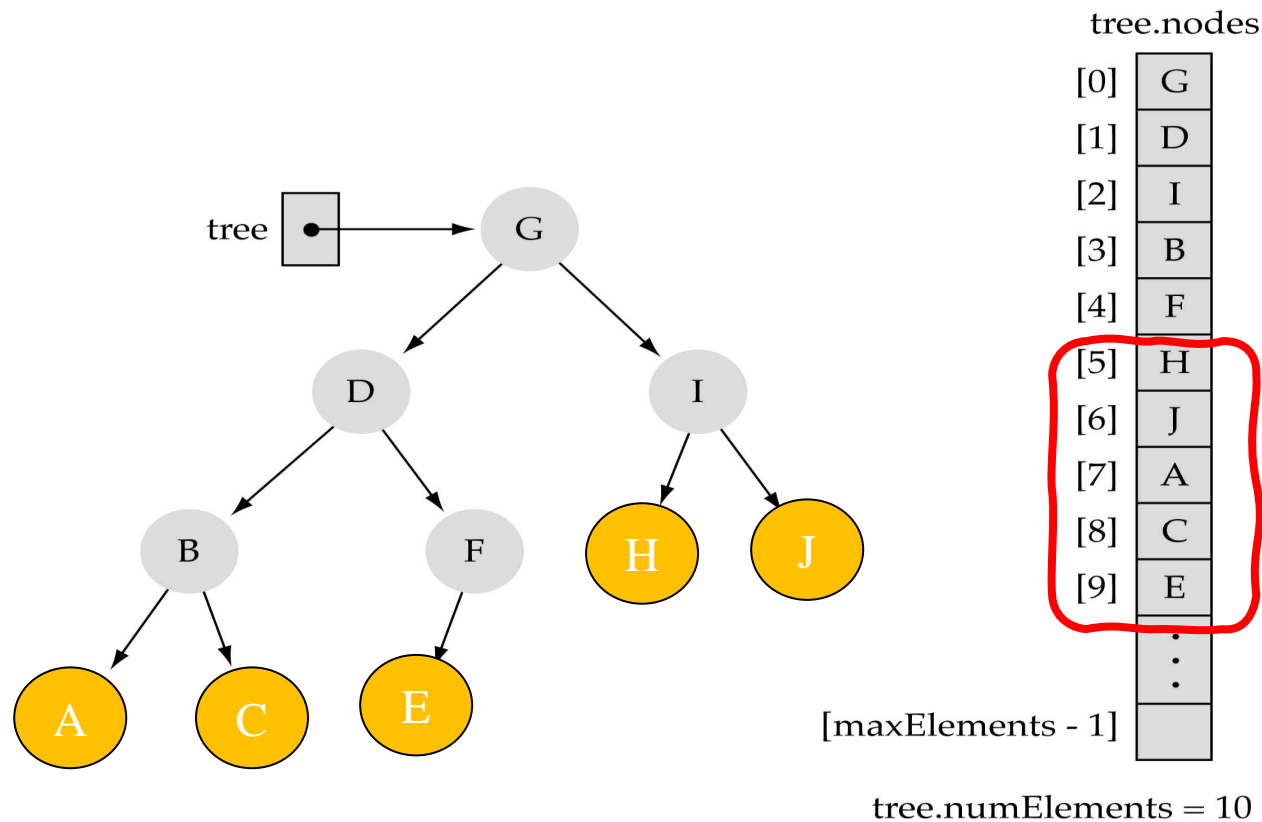 tree.nodes
[0] G
[1] D
[2] I
[3] B
[4] F
[5] H
[6] J
[7] A
[8] C
[9] E
[maxElements - 1]
tree.numElements = 10
tree
G
D I
B F H J
A C E